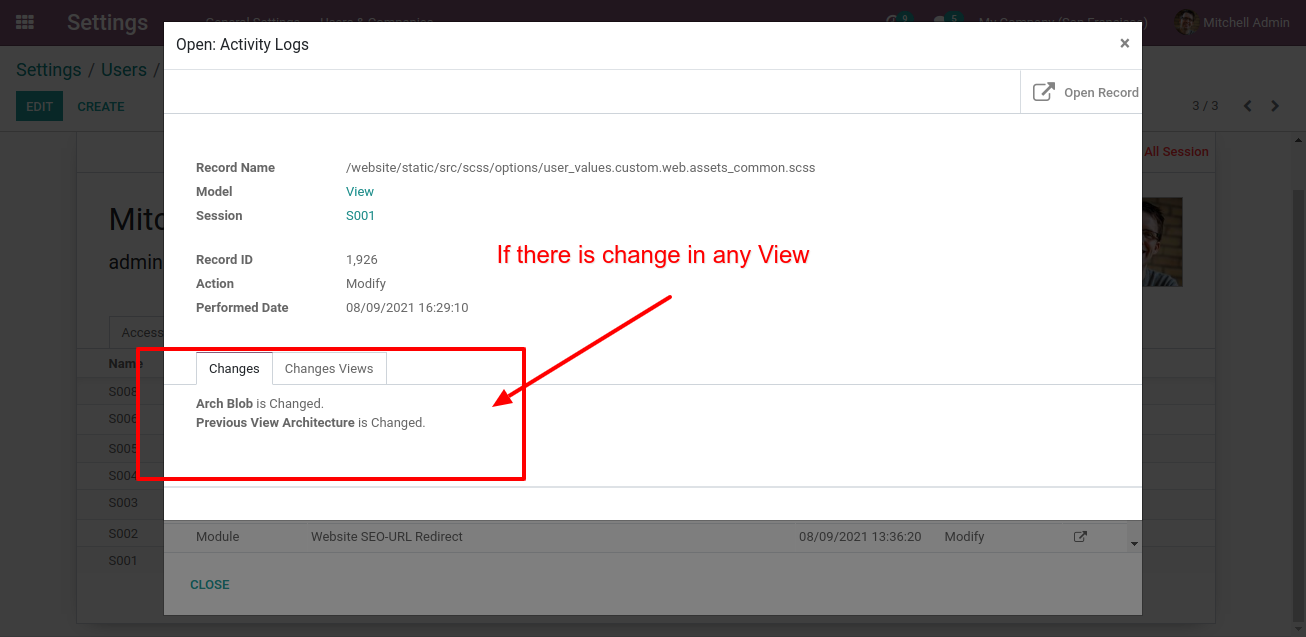 Settings
General Settings Users & Companies
9
5
My Company (San Francisco)
Mitchell Admin
Open: Activity Logs ×
Settings / Users /
EDIT CREATE
Open Record
3 / 3
All Session
Record Name /website/static/src/scss/options/user_values.custom.web.assets_common.scss
Model View
Session S001
Mitc
admin
If there is change in any View
Record ID 1,926
Action Modify
Performed Date 08/09/2021 16:29:10
Access
Name
Changes Changes Views
S008
Arch Blob is Changed.
S006
Previous View Architecture is Changed.
S005
S004
S003
S002
Module Website SEO-URL Redirect 08/09/2021 13:36:20 Modify
S001
CLOSE